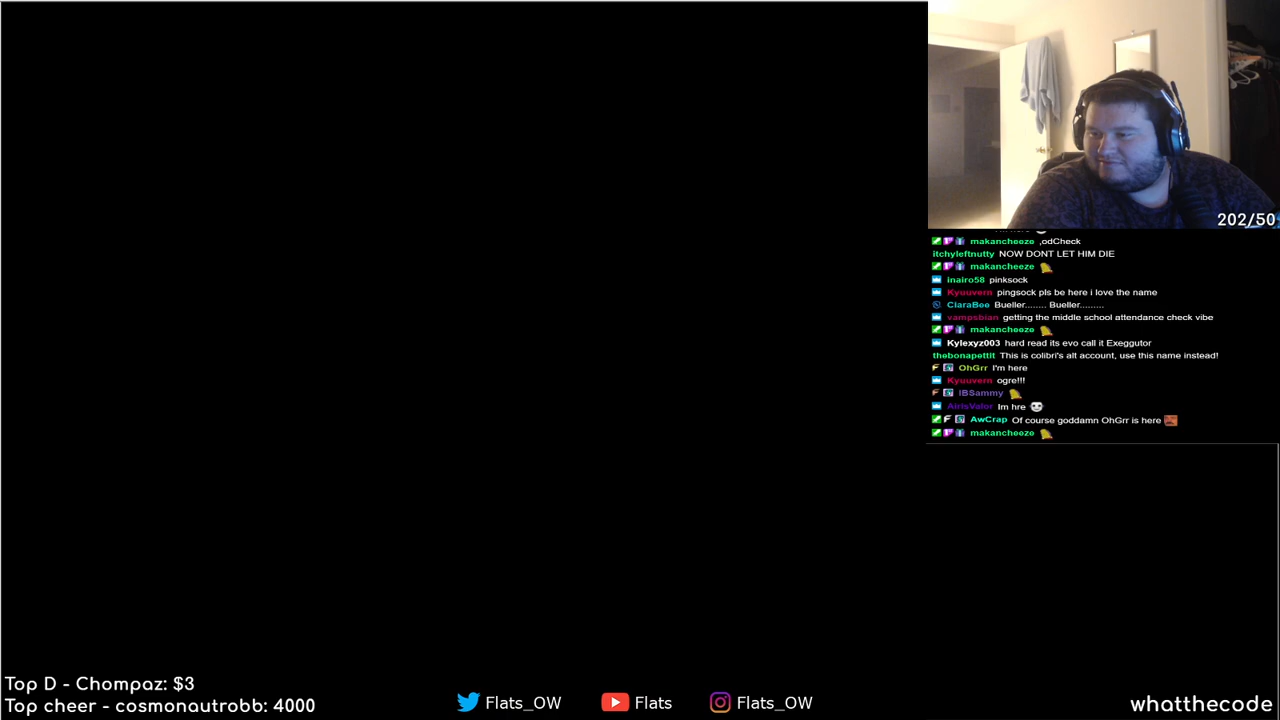 202/50
makancheeze ,odCheck
itchyleftnutty NOW DONT LET HIM DIE
makancheeze
inairo58 pinksock
Kyuuvern pingsock pls be here i love the name
CiaraBee Bueller........ Bueller.........
vampsbian getting the middle school attendance check vibe
makancheeze
Kylexyz003 hard read its evo call it Exeggutor
thebonapettit This is colibri's alt account, use this name instead!
OhGrr I'm here
Kyuuvern ogre!!!
IBSammy
AirisValor Im hre
AwCrap Of course goddamn OhGrr is here
makancheeze
Top D - Chompaz: $3
Top cheer - cosmonautrobb: 4000
Flats_OW
Flats
Flats_OW
whatthecode